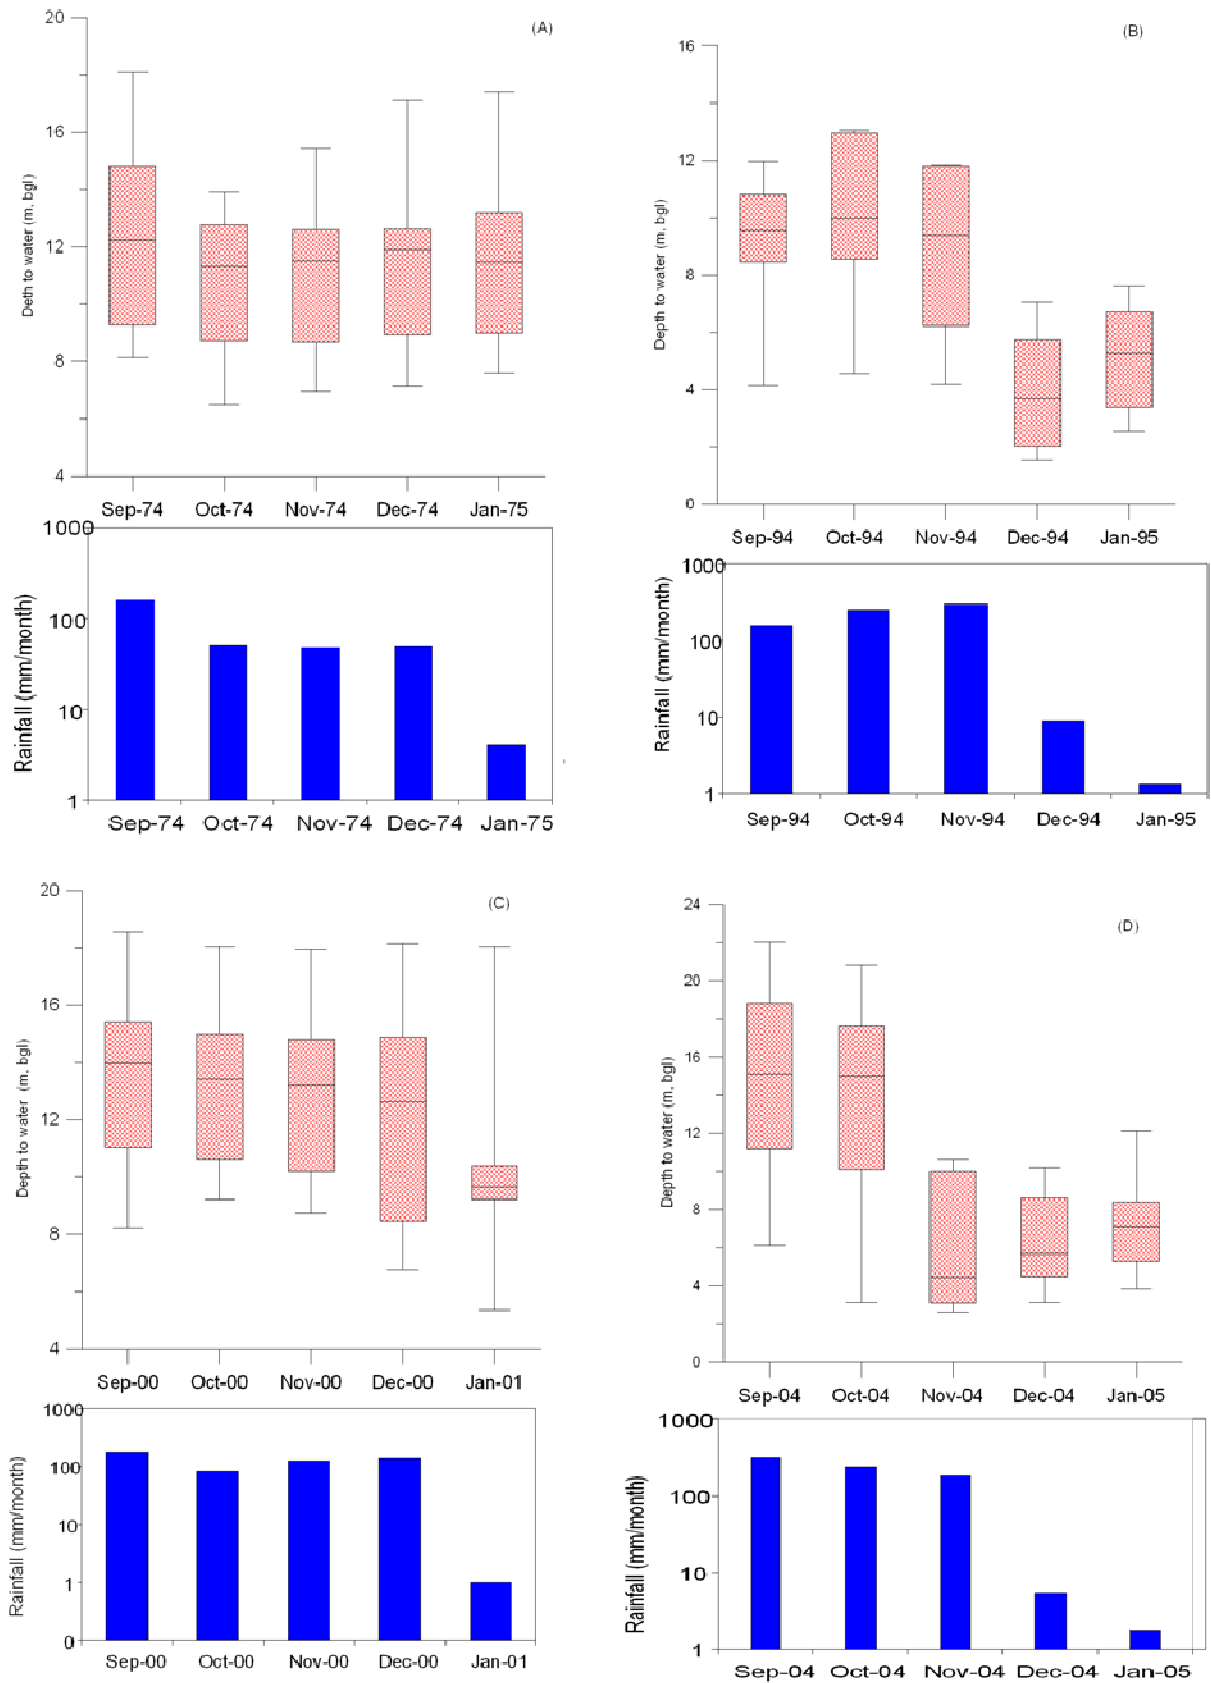 (A)
20
16
12
8
4
Deth to water (m, bgl)
Sep-74 Oct-74 Nov-74 Dec-74 Jan-75
1000
100
10
1
Rainfall (mm/month)
Sep-74 Oct-74 Nov-74 Dec-74 Jan-75
(B)
16
12
8
4
0
Depth to water (m, bgl)
Sep-94 Oct-94 Nov-94 Dec-94 Jan-95
1000
100
10
1
Rainfall (mm/month)
Sep-94 Oct-94 Nov-94 Dec-94 Jan-95
(C)
20
16
12
8
4
Depth to water (m, bgl)
Sep-00 Oct-00 Nov-00 Dec-00 Jan-01
1000
100
10
1
0
Rainfall (mm/month)
Sep-00 Oct-00 Nov-00 Dec-00 Jan-01
(D)
24
20
16
12
8
4
0
Depth to water (m, bgl)
Sep-04 Oct-04 Nov-04 Dec-04 Jan-05
1000
100
10
1
Rainfall (mm/month)
Sep-04 Oct-04 Nov-04 Dec-04 Jan-05